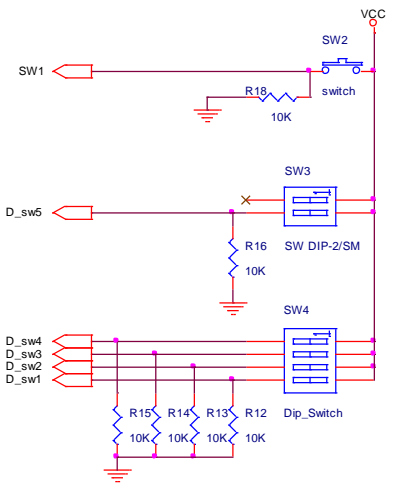 VCC
SW2
SW1
switch
R18
10K
SW3
D_sw5
R16
SW DIP-2/SM
10K
SW4
D_sw4
D_sw3
D_sw2
D_sw1
R15 R14 R13 R12 Dip_Switch
10K 10K 10K 10K